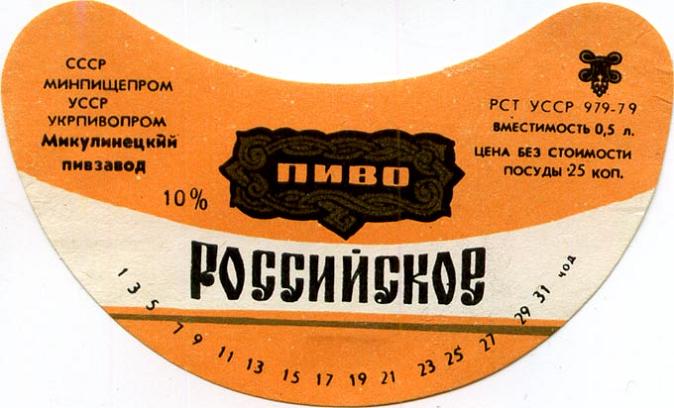 СССР
МИНПИЩЕПРОМ
УССР
УКРПИВОПРОМ
Микулинецкий
пивзавод
10%
РСТ УССР 979-79
ВМЕСТИМОСТЬ 0,5 л.
ЦЕНА БЕЗ СТОИМОСТИ
ПОСУДЫ 25 КОП.
ПИВО
РОССИЙСКОЕ
1 3 5 7 9 11 13 15 17 19 21 23 25 27 29 31 чод